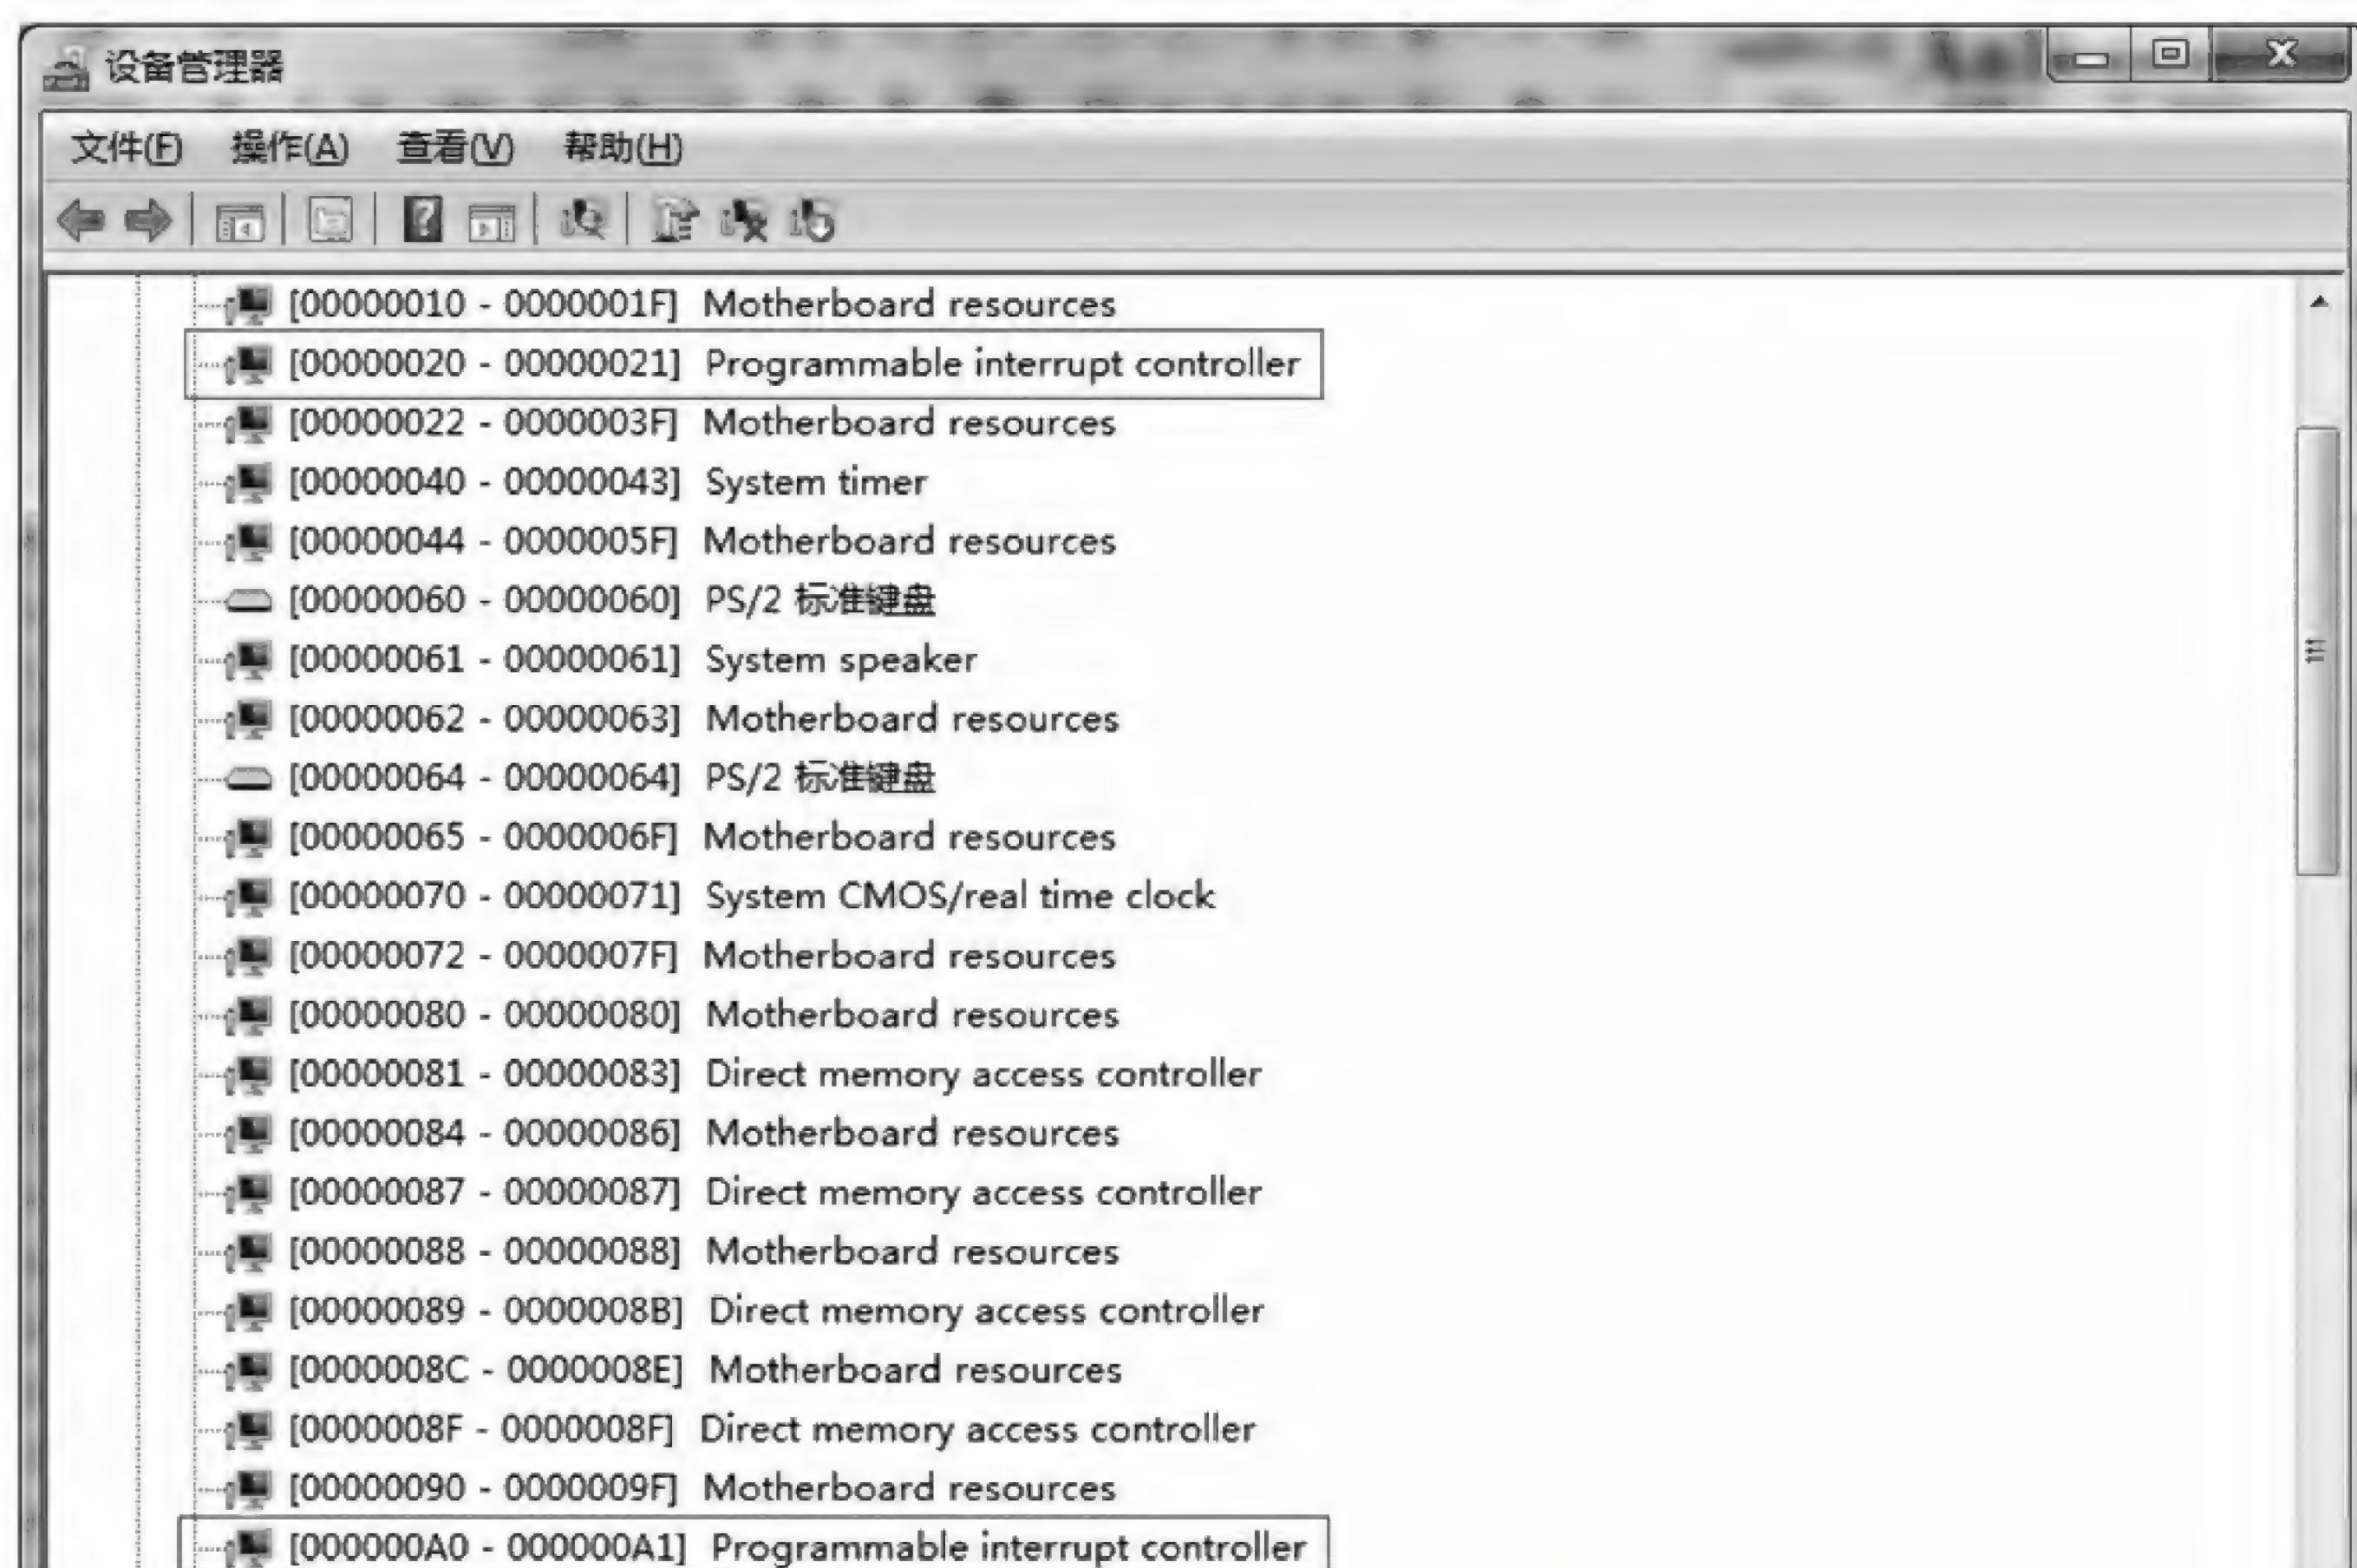 设备管理器
文件(F) 操作(A) 查看(V) 帮助(H)
[00000010 - 0000001F] Motherboard resources
[00000020 - 00000021] Programmable interrupt controller
[00000022 - 0000003F] Motherboard resources
[00000040 - 00000043] System timer
[00000044 - 0000005F] Motherboard resources
[00000060 - 00000060] PS/2 标准键盘
[00000061 - 00000061] System speaker
[00000062 - 00000063] Motherboard resources
[00000064 - 00000064] PS/2 标准键盘
[00000065 - 0000006F] Motherboard resources
[00000070 - 00000071] System CMOS/real time clock
[00000072 - 0000007F] Motherboard resources
[00000080 - 00000080] Motherboard resources
[00000081 - 00000083] Direct memory access controller
[00000084 - 00000086] Motherboard resources
[00000087 - 00000087] Direct memory access controller
[00000088 - 00000088] Motherboard resources
[00000089 - 0000008B] Direct memory access controller
[0000008C - 0000008E] Motherboard resources
[0000008F - 0000008F] Direct memory access controller
[00000090 - 0000009F] Motherboard resources
[000000A0 - 000000A1] Programmable interrupt controller